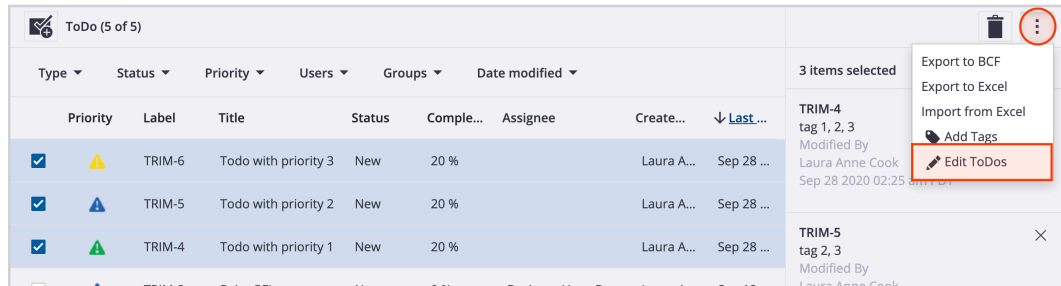 ToDo (5 of 5)
Type Status Priority Users Groups Date modified
Priority Label Title Status Comple... Assignee Create... Last ...
TRIM-6 Todo with priority 3 New 20 % Laura A... Sep 28 ...
TRIM-5 Todo with priority 2 New 20 % Laura A... Sep 28 ...
TRIM-4 Todo with priority 1 New 20 % Laura A... Sep 28 ...
3 items selected
TRIM-4
tag 1, 2, 3
Modified By
Laura Anne Cook
Sep 28 2020 02:25 am PDT
TRIM-5
tag 2, 3
Modified By
Laura Anne Cook
Export to BCF
Export to Excel
Import from Excel
Add Tags
Edit ToDos